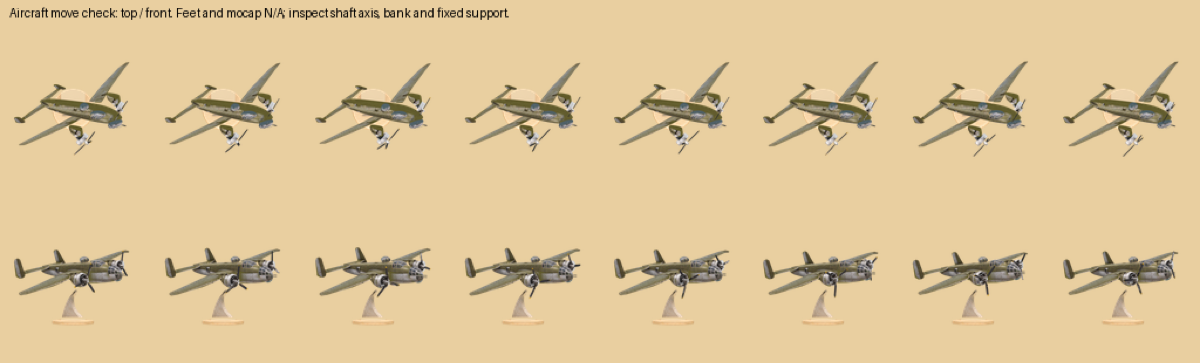 Aircraft move check: top / front. Feet and mocap N/A; inspect shaft axis, bank and fixed support.